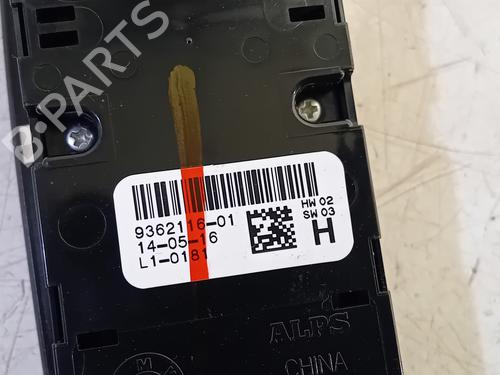 B-PARTS
9362116-01
14-05-16
L1-0181
HW 02
SW 03
H
ALPS
CHINA